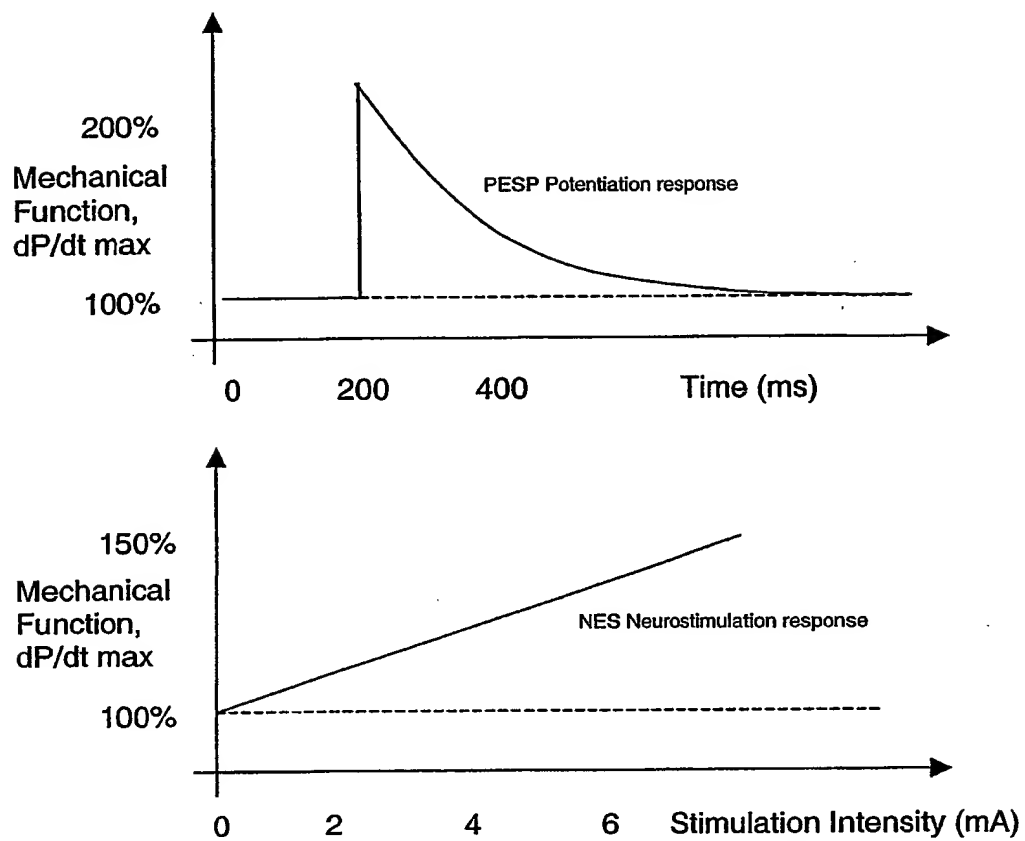 200%
Mechanical
Function,
dP/dt max
100%
PESP Potentiation response
0 200 400 Time (ms)
150%
Mechanical
Function,
dP/dt max
100%
NES Neurostimulation response
0 2 4 6 Stimulation Intensity (mA)